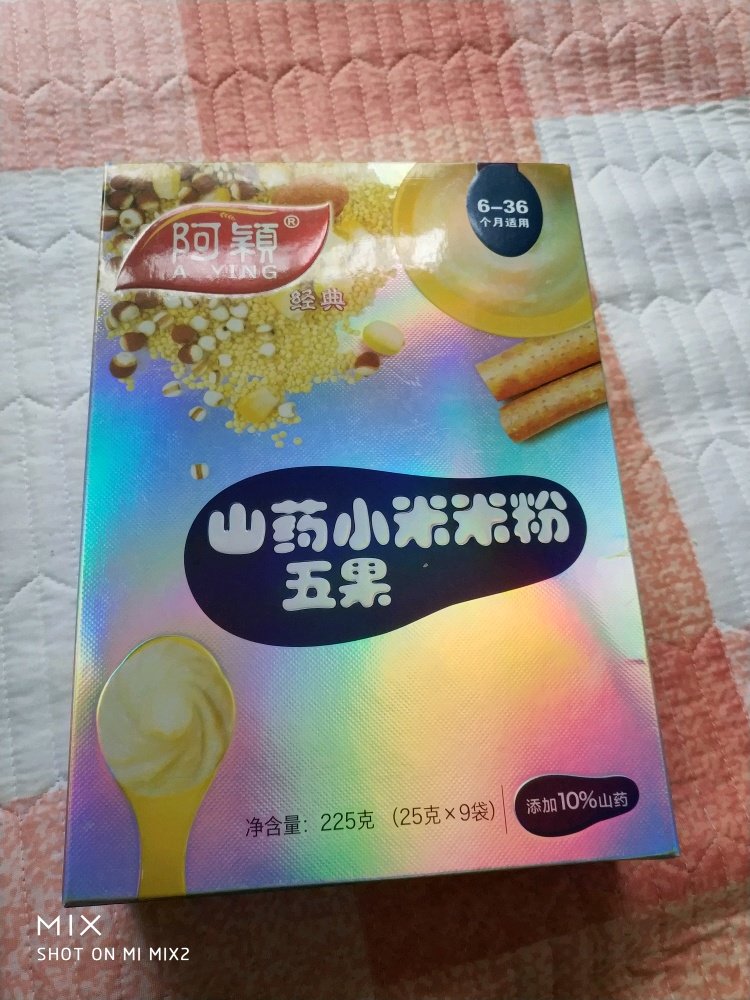 阿穎®
A YING
经典
6-36
个月适用
山药小米米粉
五果
净含量：225克 （25克×9袋）
添加10%山药
MIX
SHOT ON MI MIX2